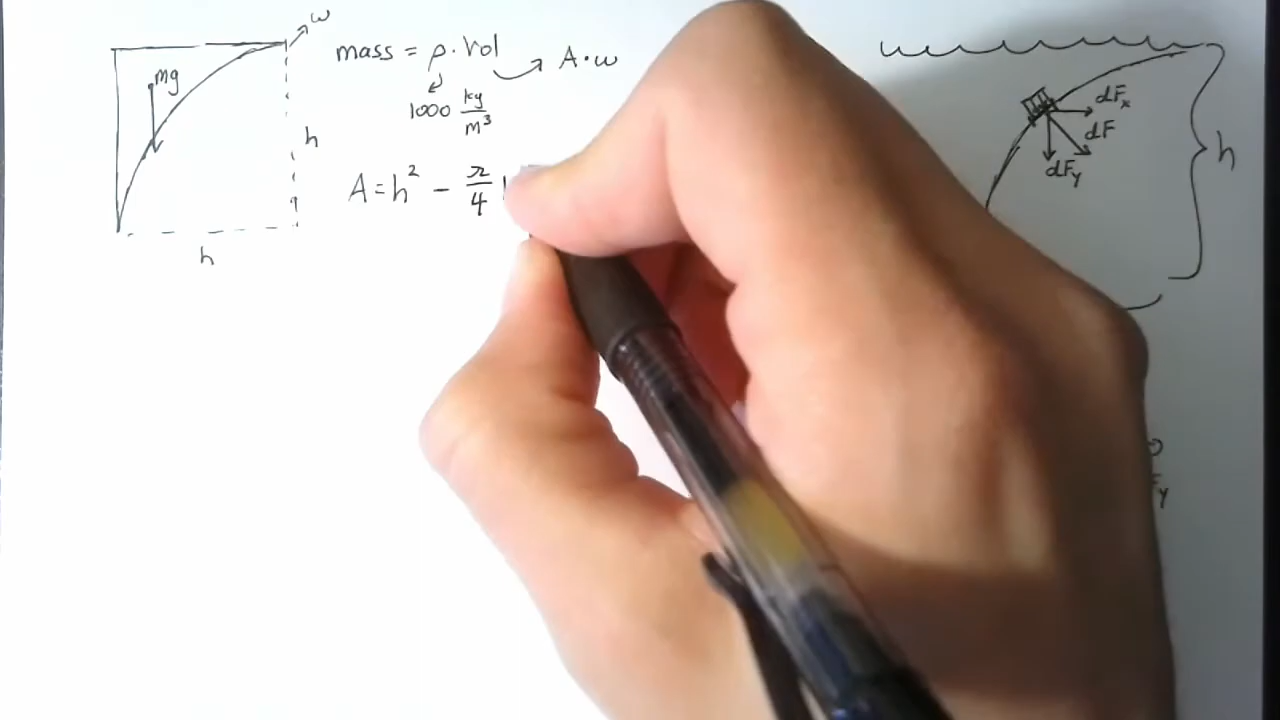 w
mass = ρ · Vol → A · w
mg
1000 kg/m³
h
A = h² - π/4
h
dFx
dF
dFy
h